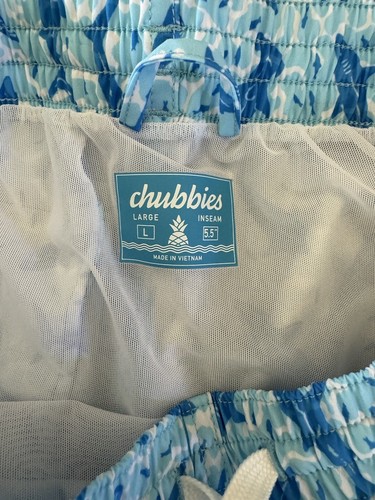 chubbies
LARGE INSEAM
L 5.5"
MADE IN VIETNAM